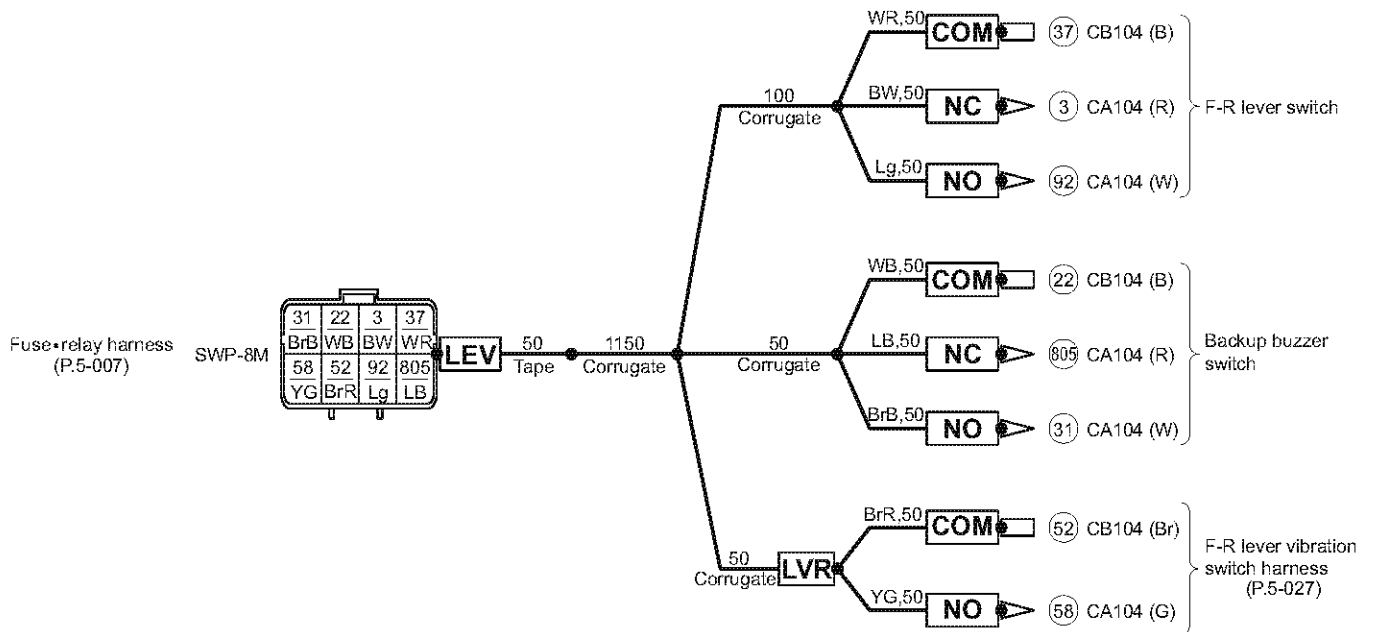 WR,50
COM
37 CB104 (B)
BW,50
NC
3 CA104 (R)
F-R lever switch
100
Corrugate
Lg,50
NO
92 CA104 (W)
WB,50
COM
22 CB104 (B)
LB,50
NC
805 CA104 (R)
Backup buzzer
switch
BrB,50
NO
31 CA104 (W)
Fuse•relay harness
(P.5-007)
SWP-8M
31 22 3 37
BrB WB BW WR
58 52 92 805
YG BrR Lg LB
LEV
50
Tape
1150
Corrugate
50
Corrugate
BrR,50
COM
52 CB104 (Br)
50
Corrugate
LVR
F-R lever vibration
switch harness
(P.5-027)
YG,50
NO
58 CA104 (G)